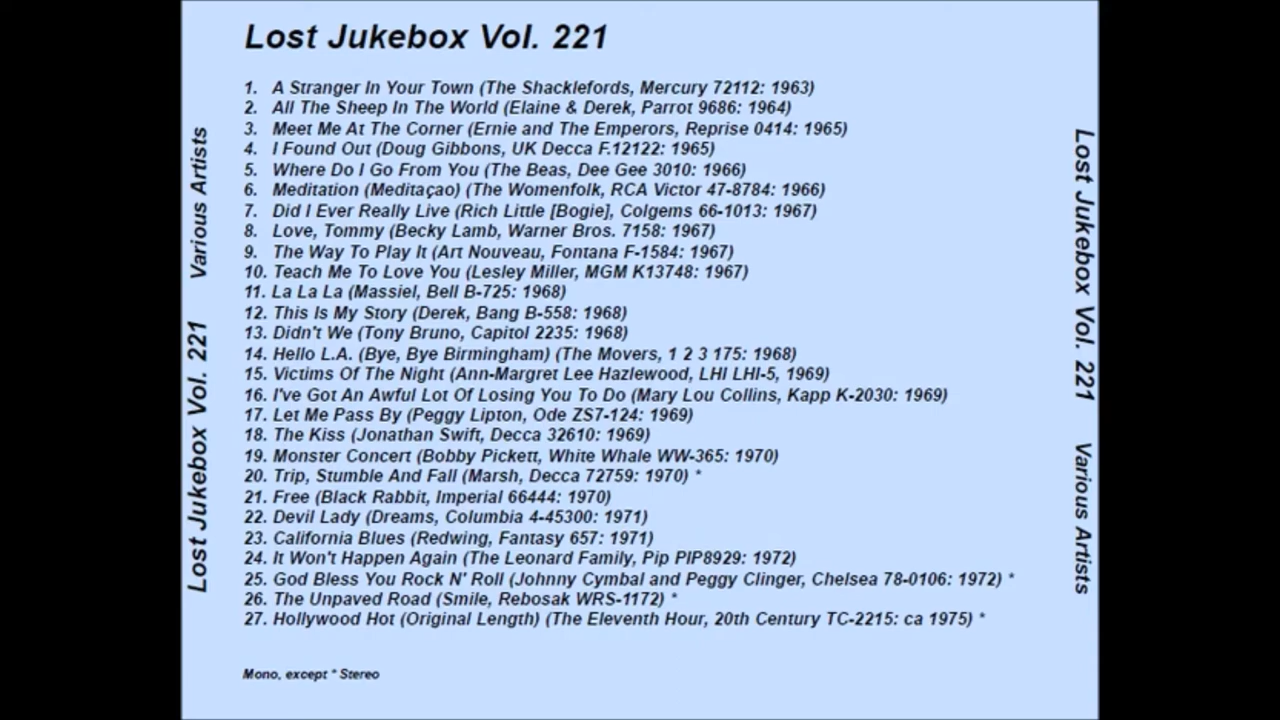 Lost Jukebox Vol. 221
1. A Stranger In Your Town (The Shacklefords, Mercury 72112: 1963)
2. All The Sheep In The World (Elaine & Derek, Parrot 9686: 1964)
3. Meet Me At The Corner (Ernie and The Emperors, Reprise 0414: 1965)
4. I Found Out (Doug Gibbons, UK Decca F.12122: 1965)
5. Where Do I Go From You (The Beas, Dee Gee 3010: 1966)
6. Meditation (Meditaçao) (The Womenfolk, RCA Victor 47-8784: 1966)
7. Did I Ever Really Live (Rich Little [Bogie], Colgems 66-1013: 1967)
8. Love, Tommy (Becky Lamb, Warner Bros. 7158: 1967)
9. The Way To Play It (Art Nouveau, Fontana F-1584: 1967)
10. Teach Me To Love You (Lesley Miller, MGM K13748: 1967)
11. La La La (Massiel, Bell B-725: 1968)
12. This Is My Story (Derek, Bang B-558: 1968)
13. Didn't We (Tony Bruno, Capitol 2235: 1968)
14. Hello L.A. (Bye, Bye Birmingham) (The Movers, 1 2 3 175: 1968)
15. Victims Of The Night (Ann-Margret Lee Hazlewood, LHI LHI-5, 1969)
16. I've Got An Awful Lot Of Losing You To Do (Mary Lou Collins, Kapp K-2030: 1969)
17. Let Me Pass By (Peggy Lipton, Ode ZS7-124: 1969)
18. The Kiss (Jonathan Swift, Decca 32610: 1969)
19. Monster Concert (Bobby Pickett, White Whale WW-365: 1970)
20. Trip, Stumble And Fall (Marsh, Decca 72759: 1970) *
21. Free (Black Rabbit, Imperial 66444: 1970)
22. Devil Lady (Dreams, Columbia 4-45300: 1971)
23. California Blues (Redwing, Fantasy 657: 1971)
24. It Won't Happen Again (The Leonard Family, Pip PIP8929: 1972)
25. God Bless You Rock N' Roll (Johnny Cymbal and Peggy Clinger, Chelsea 78-0106: 1972) *
26. The Unpaved Road (Smile, Rebosak WRS-1172) *
27. Hollywood Hot (Original Length) (The Eleventh Hour, 20th Century TC-2215: ca 1975) *
Mono, except * Stereo
Lost Jukebox Vol. 221 Various Artists
Lost Jukebox Vol. 221 Various Artists